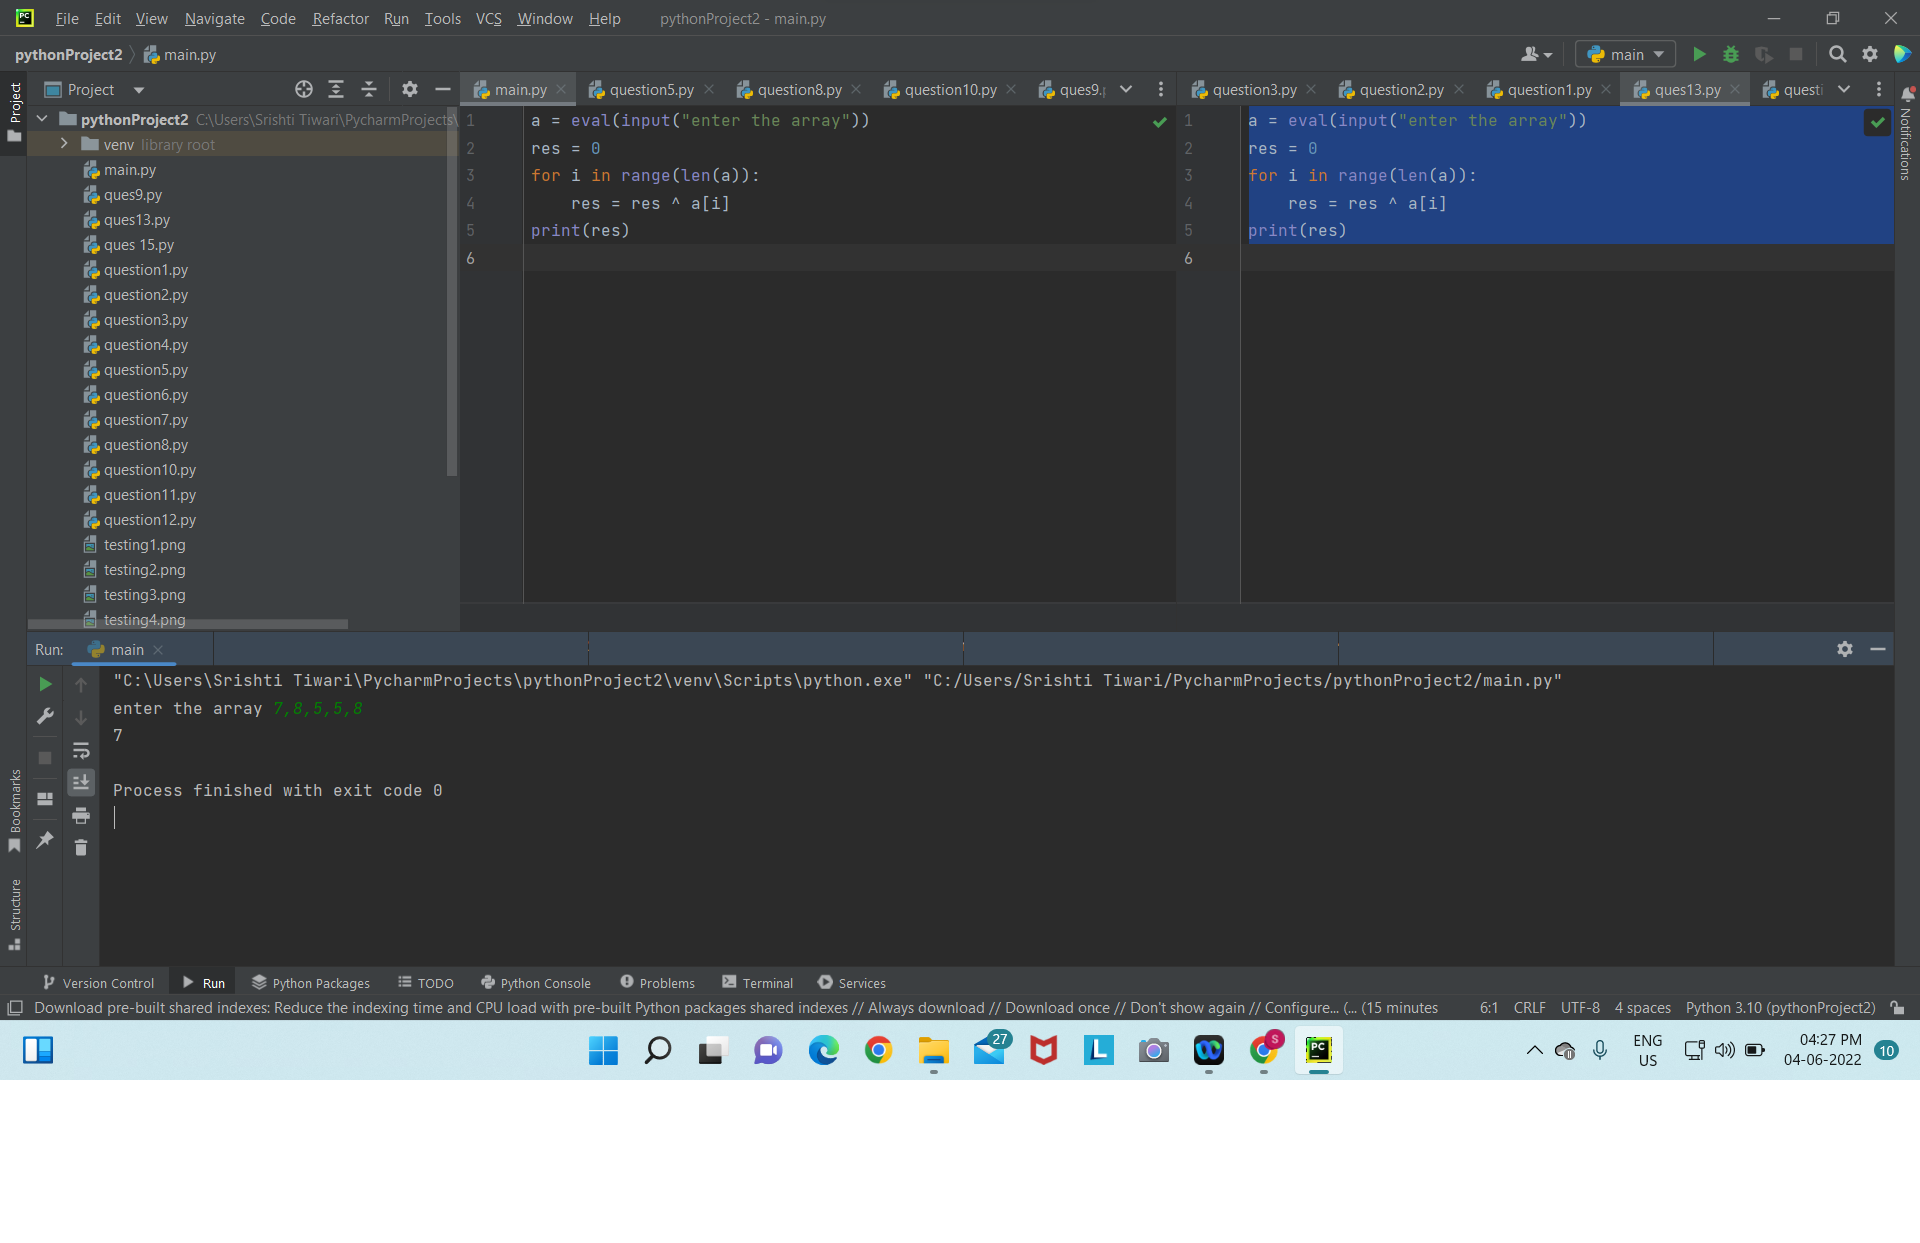 File Edit View Navigate Code Refactor Run Tools VCS Window Help pythonProject2 - main.py
pythonProject2 main.py main
Project
Project
main.py question5.py question8.py question10.py ques9.p question3.py question2.py question1.py ques13.py questi
Notifications
pythonProject2 C:\Users\Srishti Tiwari\PycharmProjects\
venv library root
main.py
ques9.py
ques13.py
ques 15.py
question1.py
question2.py
question3.py
question4.py
question5.py
question6.py
question7.py
question8.py
question10.py
question11.py
question12.py
testing1.png
testing2.png
testing3.png
testing4.png
1 a = eval(input("enter the array"))
2 res = 0
3 for i in range(len(a)):
4 res = res ^ a[i]
5 print(res)
6
1 a = eval(input("enter the array"))
2 res = 0
3 for i in range(len(a)):
4 res = res ^ a[i]
5 print(res)
6
Run: main
"C:\Users\Srishti Tiwari\PycharmProjects\pythonProject2\venv\Scripts\python.exe" "C:/Users/Srishti Tiwari/PycharmProjects/pythonProject2/main.py"
enter the array 7,8,5,5,8
7
Process finished with exit code 0
Bookmarks
Structure
Version Control Run Python Packages TODO Python Console Problems Terminal Services
Download pre-built shared indexes: Reduce the indexing time and CPU load with pre-built Python packages shared indexes // Always download // Download once // Don't show again // Configure... (... (15 minutes 6:1 CRLF UTF-8 4 spaces Python 3.10 (pythonProject2)
27
S
ENG
US
04:27 PM
04-06-2022
10